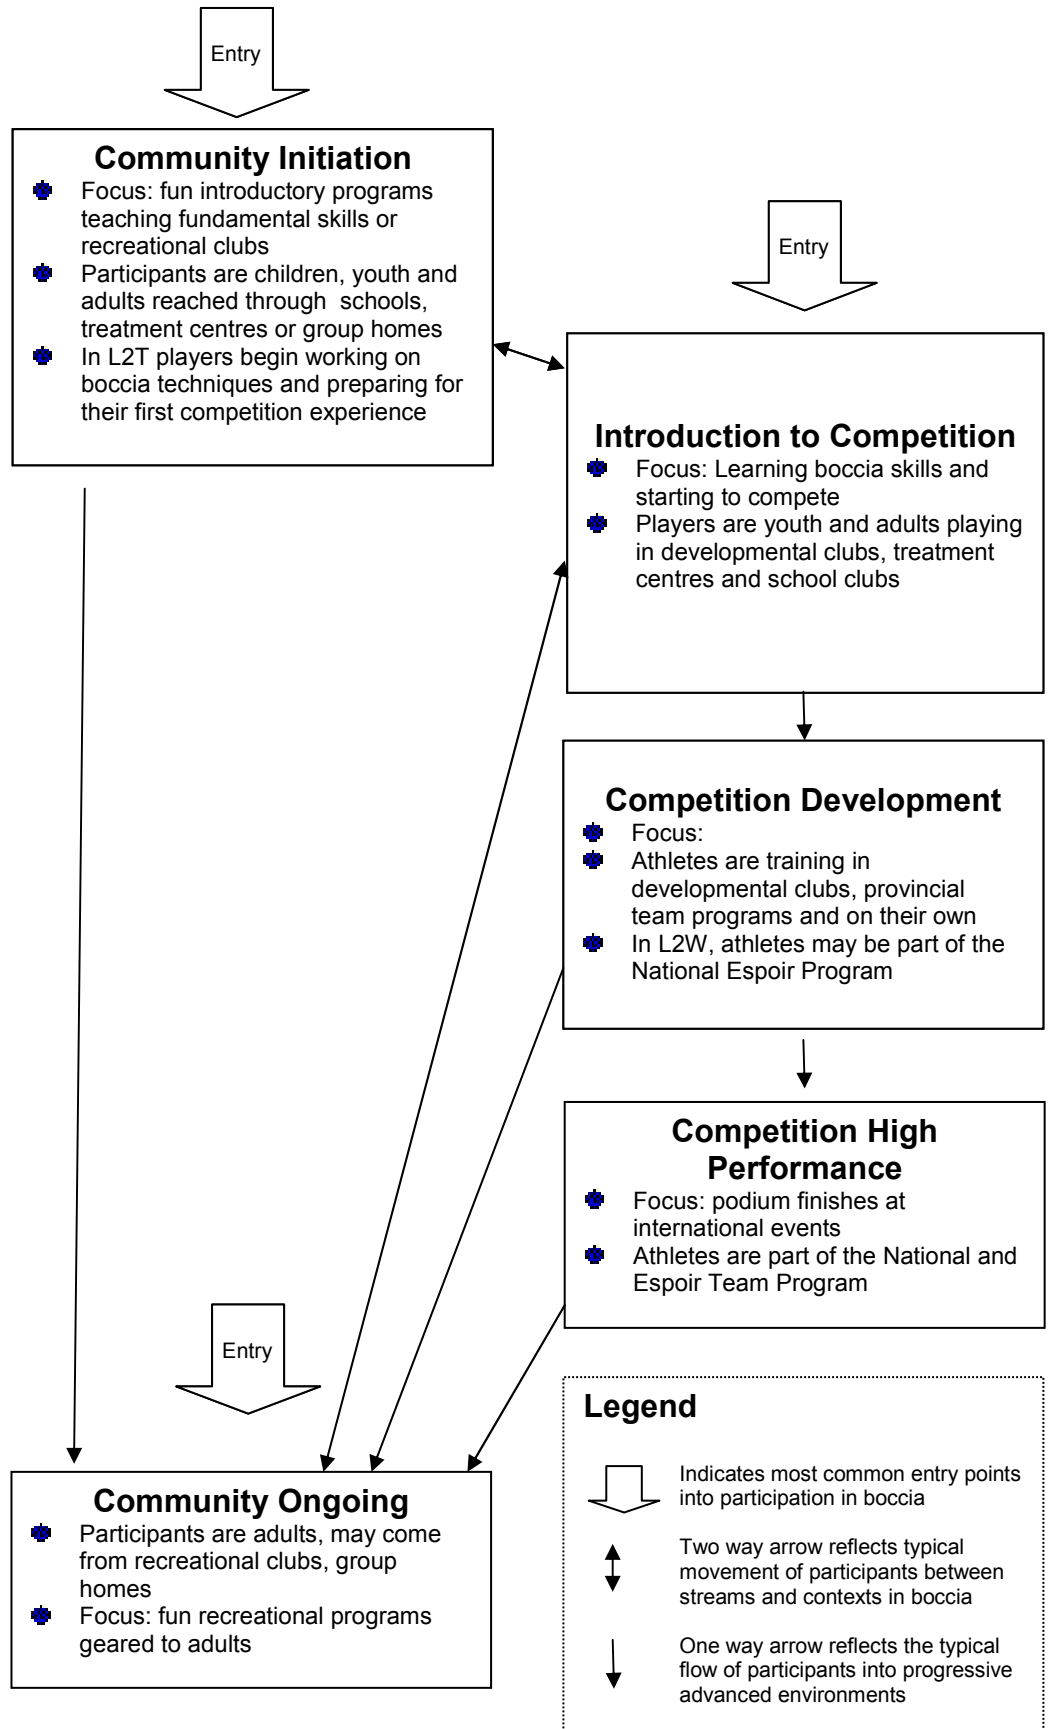 Entry
Community Initiation
Focus: fun introductory programs
teaching fundamental skills or
recreational clubs
Participants are children, youth and
adults reached through schools,
treatment centres or group homes
In L2T players begin working on
boccia techniques and preparing for
their first competition experience
Entry
Introduction to Competition
Focus: Learning boccia skills and
starting to compete
Players are youth and adults playing
in developmental clubs, treatment
centres and school clubs
Competition Development
Focus:
Athletes are training in
developmental clubs, provincial
team programs and on their own
In L2W, athletes may be part of the
National Espoir Program
Competition High
Performance
Focus: podium finishes at
international events
Athletes are part of the National and
Espoir Team Program
Entry
Community Ongoing
Participants are adults, may come
from recreational clubs, group
homes
Focus: fun recreational programs
geared to adults
Legend
Indicates most common entry points
into participation in boccia
Two way arrow reflects typical
movement of participants between
streams and contexts in boccia
One way arrow reflects the typical
flow of participants into progressive
advanced environments